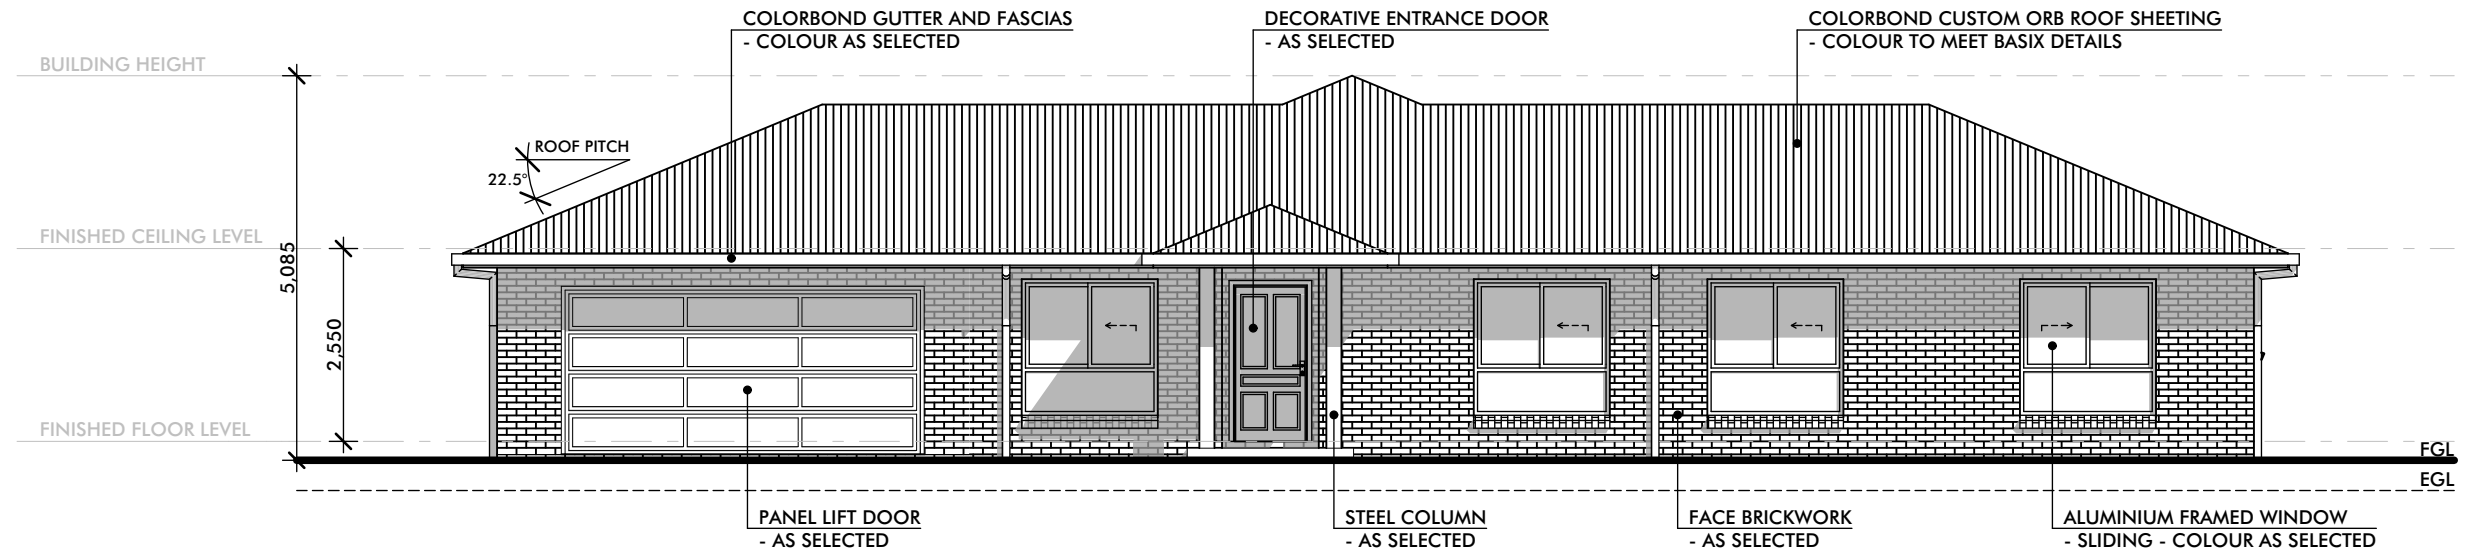 COLORBOND GUTTER AND FASCIAS
- COLOUR AS SELECTED
DECORATIVE ENTRANCE DOOR
- AS SELECTED
COLORBOND CUSTOM ORB ROOF SHEETING
- COLOUR TO MEET BASIX DETAILS
BUILDING HEIGHT
ROOF PITCH
22.5°
FINISHED CEILING LEVEL
5,085
2,550
FINISHED FLOOR LEVEL
FGL
EGL
PANEL LIFT DOOR
- AS SELECTED
STEEL COLUMN
- AS SELECTED
FACE BRICKWORK
- AS SELECTED
ALUMINIUM FRAMED WINDOW
- SLIDING - COLOUR AS SELECTED